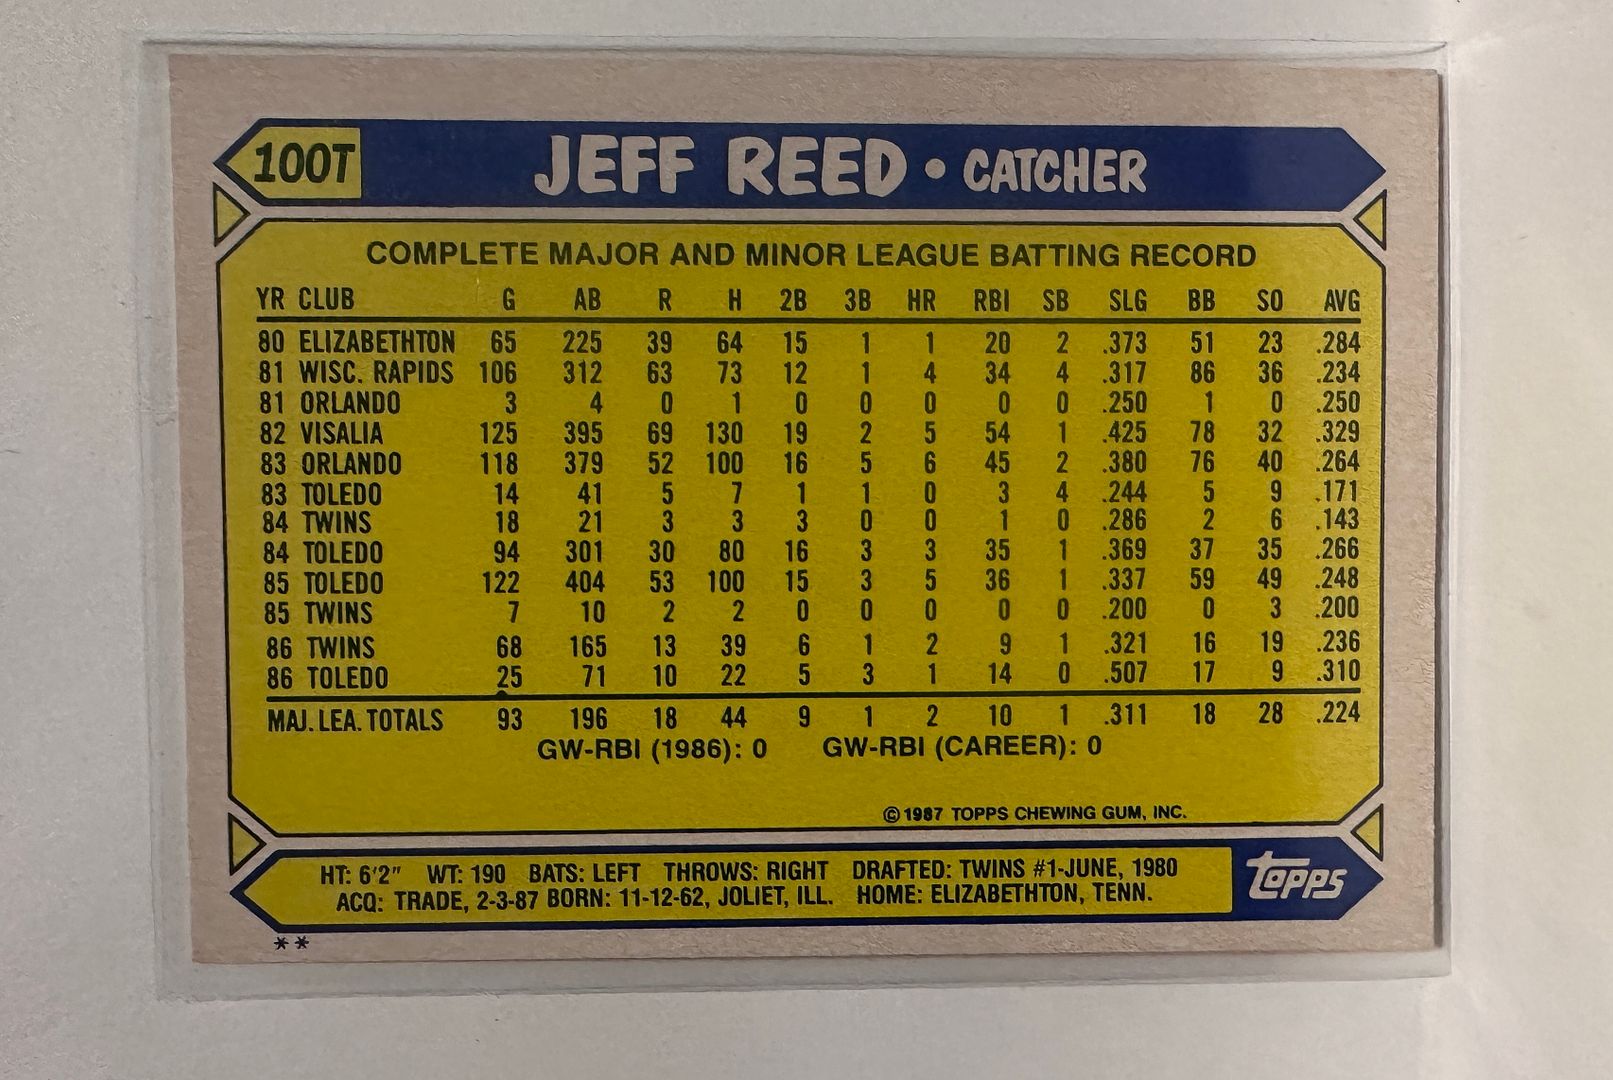 100T JEFF REED • CATCHER
COMPLETE MAJOR AND MINOR LEAGUE BATTING RECORD
YR CLUB G AB R H 2B 3B HR RBI SB SLG BB SO AVG
80 ELIZABETHTON 65 225 39 64 15 1 1 20 2 .373 51 23 .284
81 WISC. RAPIDS 106 312 63 73 12 1 4 34 4 .317 86 36 .234
81 ORLANDO 3 4 0 1 0 0 0 0 0 .250 1 0 .250
82 VISALIA 125 395 69 130 19 2 5 54 1 .425 78 32 .329
83 ORLANDO 118 379 52 100 16 5 6 45 2 .380 76 40 .264
83 TOLEDO 14 41 5 7 1 1 0 3 4 .244 5 9 .171
84 TWINS 18 21 3 3 3 0 0 1 0 .286 2 6 .143
84 TOLEDO 94 301 30 80 16 3 3 35 1 .369 37 35 .266
85 TOLEDO 122 404 53 100 15 3 5 36 1 .337 59 49 .248
85 TWINS 7 10 2 2 0 0 0 0 0 .200 0 3 .200
86 TWINS 68 165 13 39 6 1 2 9 1 .321 16 19 .236
86 TOLEDO 25 71 10 22 5 3 1 14 0 .507 17 9 .310
MAJ. LEA. TOTALS 93 196 18 44 9 1 2 10 1 .311 18 28 .224
GW-RBI (1986): 0 GW-RBI (CAREER): 0
© 1987 TOPPS CHEWING GUM, INC.
HT: 6'2" WT: 190 BATS: LEFT THROWS: RIGHT DRAFTED: TWINS #1-JUNE, 1980
ACQ: TRADE, 2-3-87 BORN: 11-12-62, JOLIET, ILL. HOME: ELIZABETHTON, TENN.
TOPPS
**